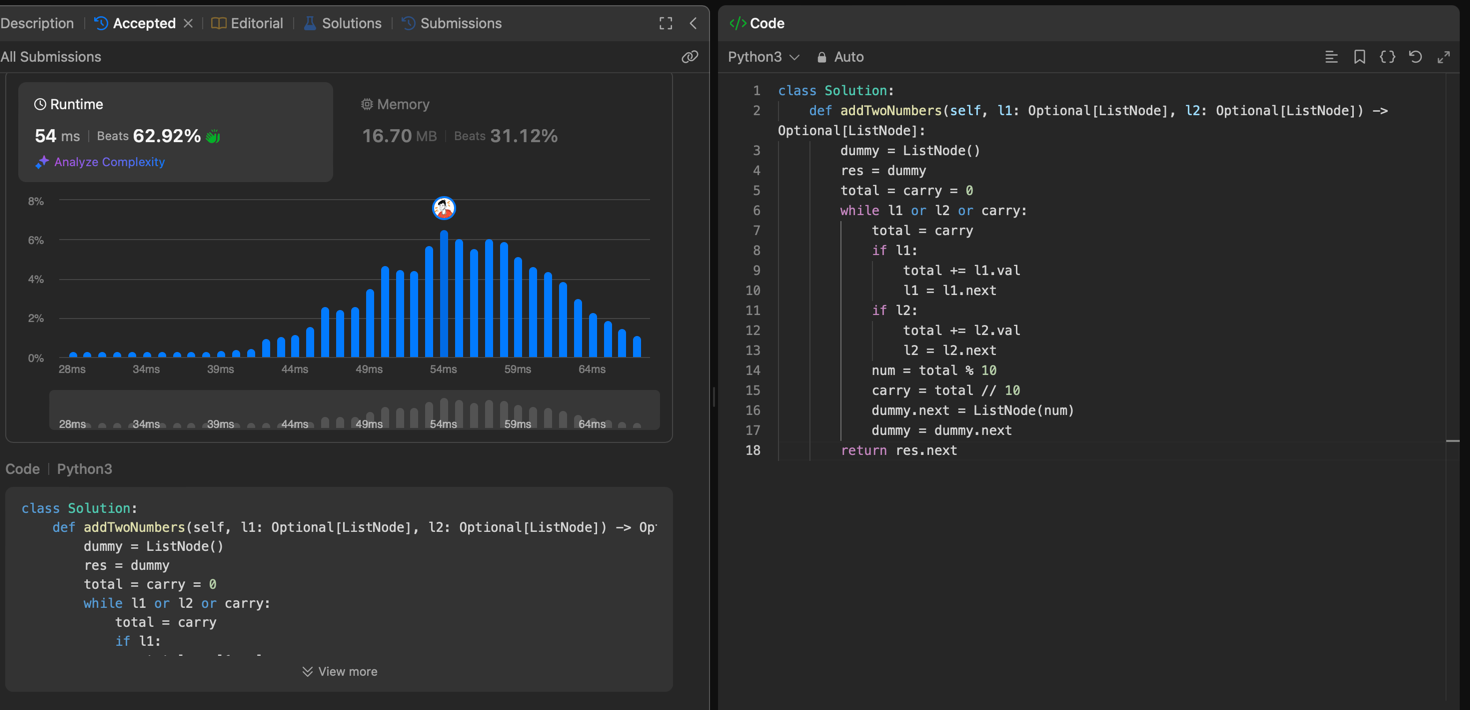 Description
Accepted
Editorial
Solutions
Submissions
All Submissions
Runtime
54 ms | Beats 62.92%
Analyze Complexity
Memory
16.70 MB | Beats 31.12%
8%
6%
4%
2%
0%
28ms 34ms 39ms 44ms 49ms 54ms 59ms 64ms
28ms 34ms 39ms 44ms 49ms 54ms 59ms 64ms
Code | Python3
class Solution:
    def addTwoNumbers(self, l1: Optional[ListNode], l2: Optional[ListNode]) -> Op
        dummy = ListNode()
        res = dummy
        total = carry = 0
        while l1 or l2 or carry:
            total = carry
            if l1:
View more
</> Code
Python3
Auto
1 class Solution:
2     def addTwoNumbers(self, l1: Optional[ListNode], l2: Optional[ListNode]) ->
Optional[ListNode]:
3         dummy = ListNode()
4         res = dummy
5         total = carry = 0
6         while l1 or l2 or carry:
7             total = carry
8             if l1:
9                 total += l1.val
10                 l1 = l1.next
11             if l2:
12                 total += l2.val
13                 l2 = l2.next
14             num = total % 10
15             carry = total // 10
16             dummy.next = ListNode(num)
17             dummy = dummy.next
18         return res.next